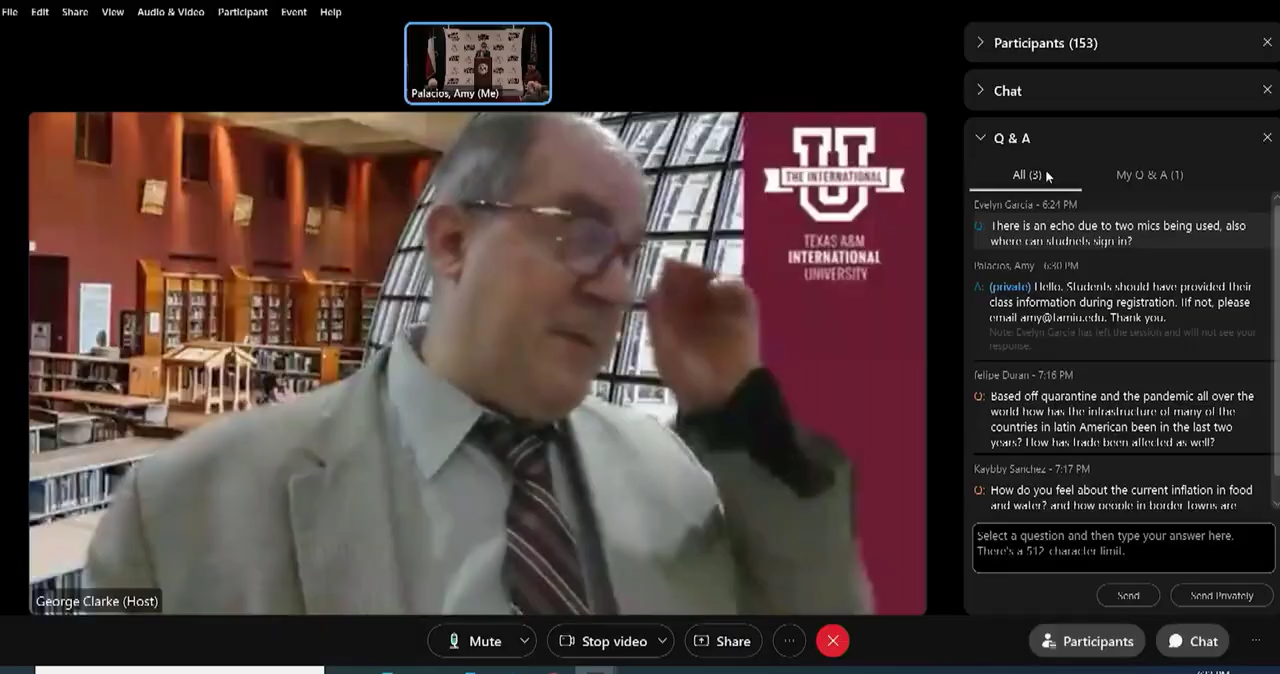 File Edit Share View Audio & Video Participant Event Help
Palacios, Amy (Me)
U
THE INTERNATIONAL
TEXAS A&M
INTERNATIONAL
UNIVERSITY
George Clarke (Host)
Participants (153)
Chat
Q & A
All (3) My Q & A (1)
Evelyn Garcia - 6:24 PM
Q: There is an echo due to two mics being used, also
where can studnets sign in?
Palacios, Amy - 6:30 PM
A: (private) Hello. Students should have provided their
class information during registration. IIf not, please
email amy@tamiu.edu. Thank you.
Note: Evelyn Garcia has left the session and will not see your
response.
felipe Duran - 7:16 PM
Q: Based off quarantine and the pandemic all over the
world how has the infrastructure of many of the
countries in latin American been in the last two
years? How has trade been affected as well?
Kaybby Sanchez - 7:17 PM
Q: How do you feel about the current inflation in food
and water? and how people in border towns are
Select a question and then type your answer here.
There's a 512-character limit.
Send Send Privately
Mute Stop video Share
Participants Chat